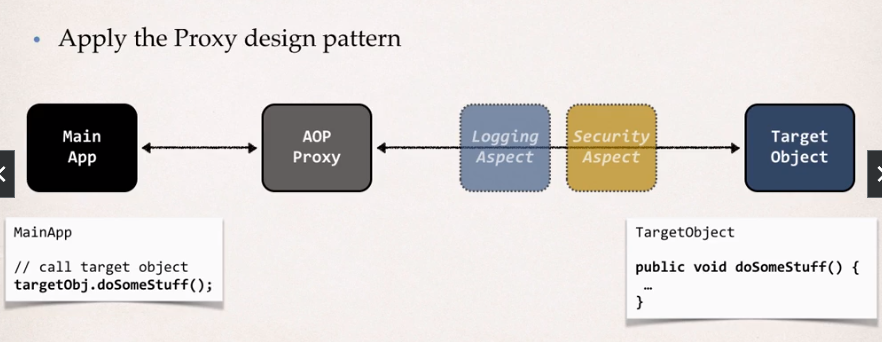 • Apply the Proxy design pattern
Main
App
AOP
Proxy
Logging
Aspect
Security
Aspect
Target
Object
MainApp
// call target object
targetObj.doSomeStuff();
TargetObject
public void doSomeStuff() {
…
}